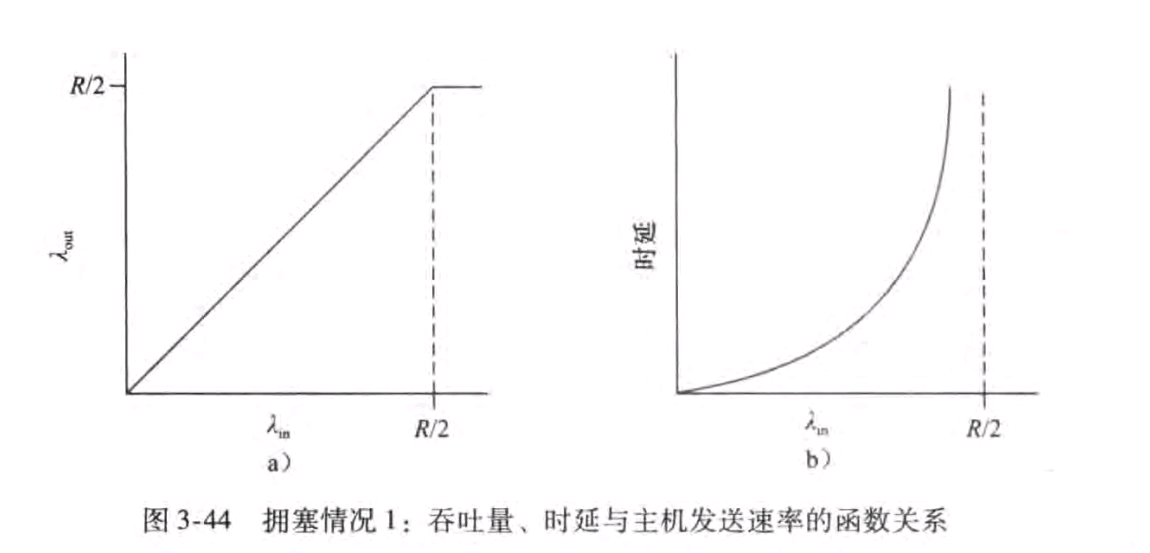 R/2
λout
λin
R/2
a）
时延
λin
R/2
b）
图 3-44 拥塞情况 1：吞吐量、时延与主机发送速率的函数关系